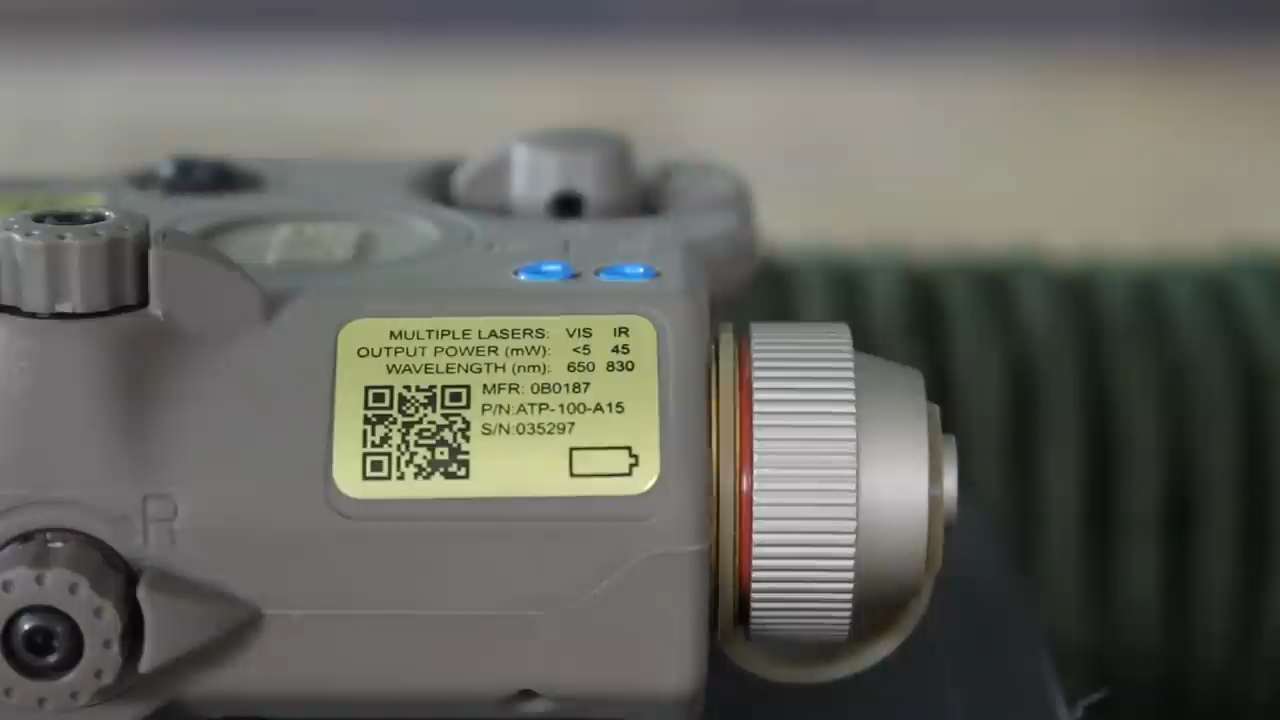 MULTIPLE LASERS: VIS IR
OUTPUT POWER (mW): <5 45
WAVELENGTH (nm): 650 830
MFR: 0B0187
P/N:ATP-100-A15
S/N:035297
R